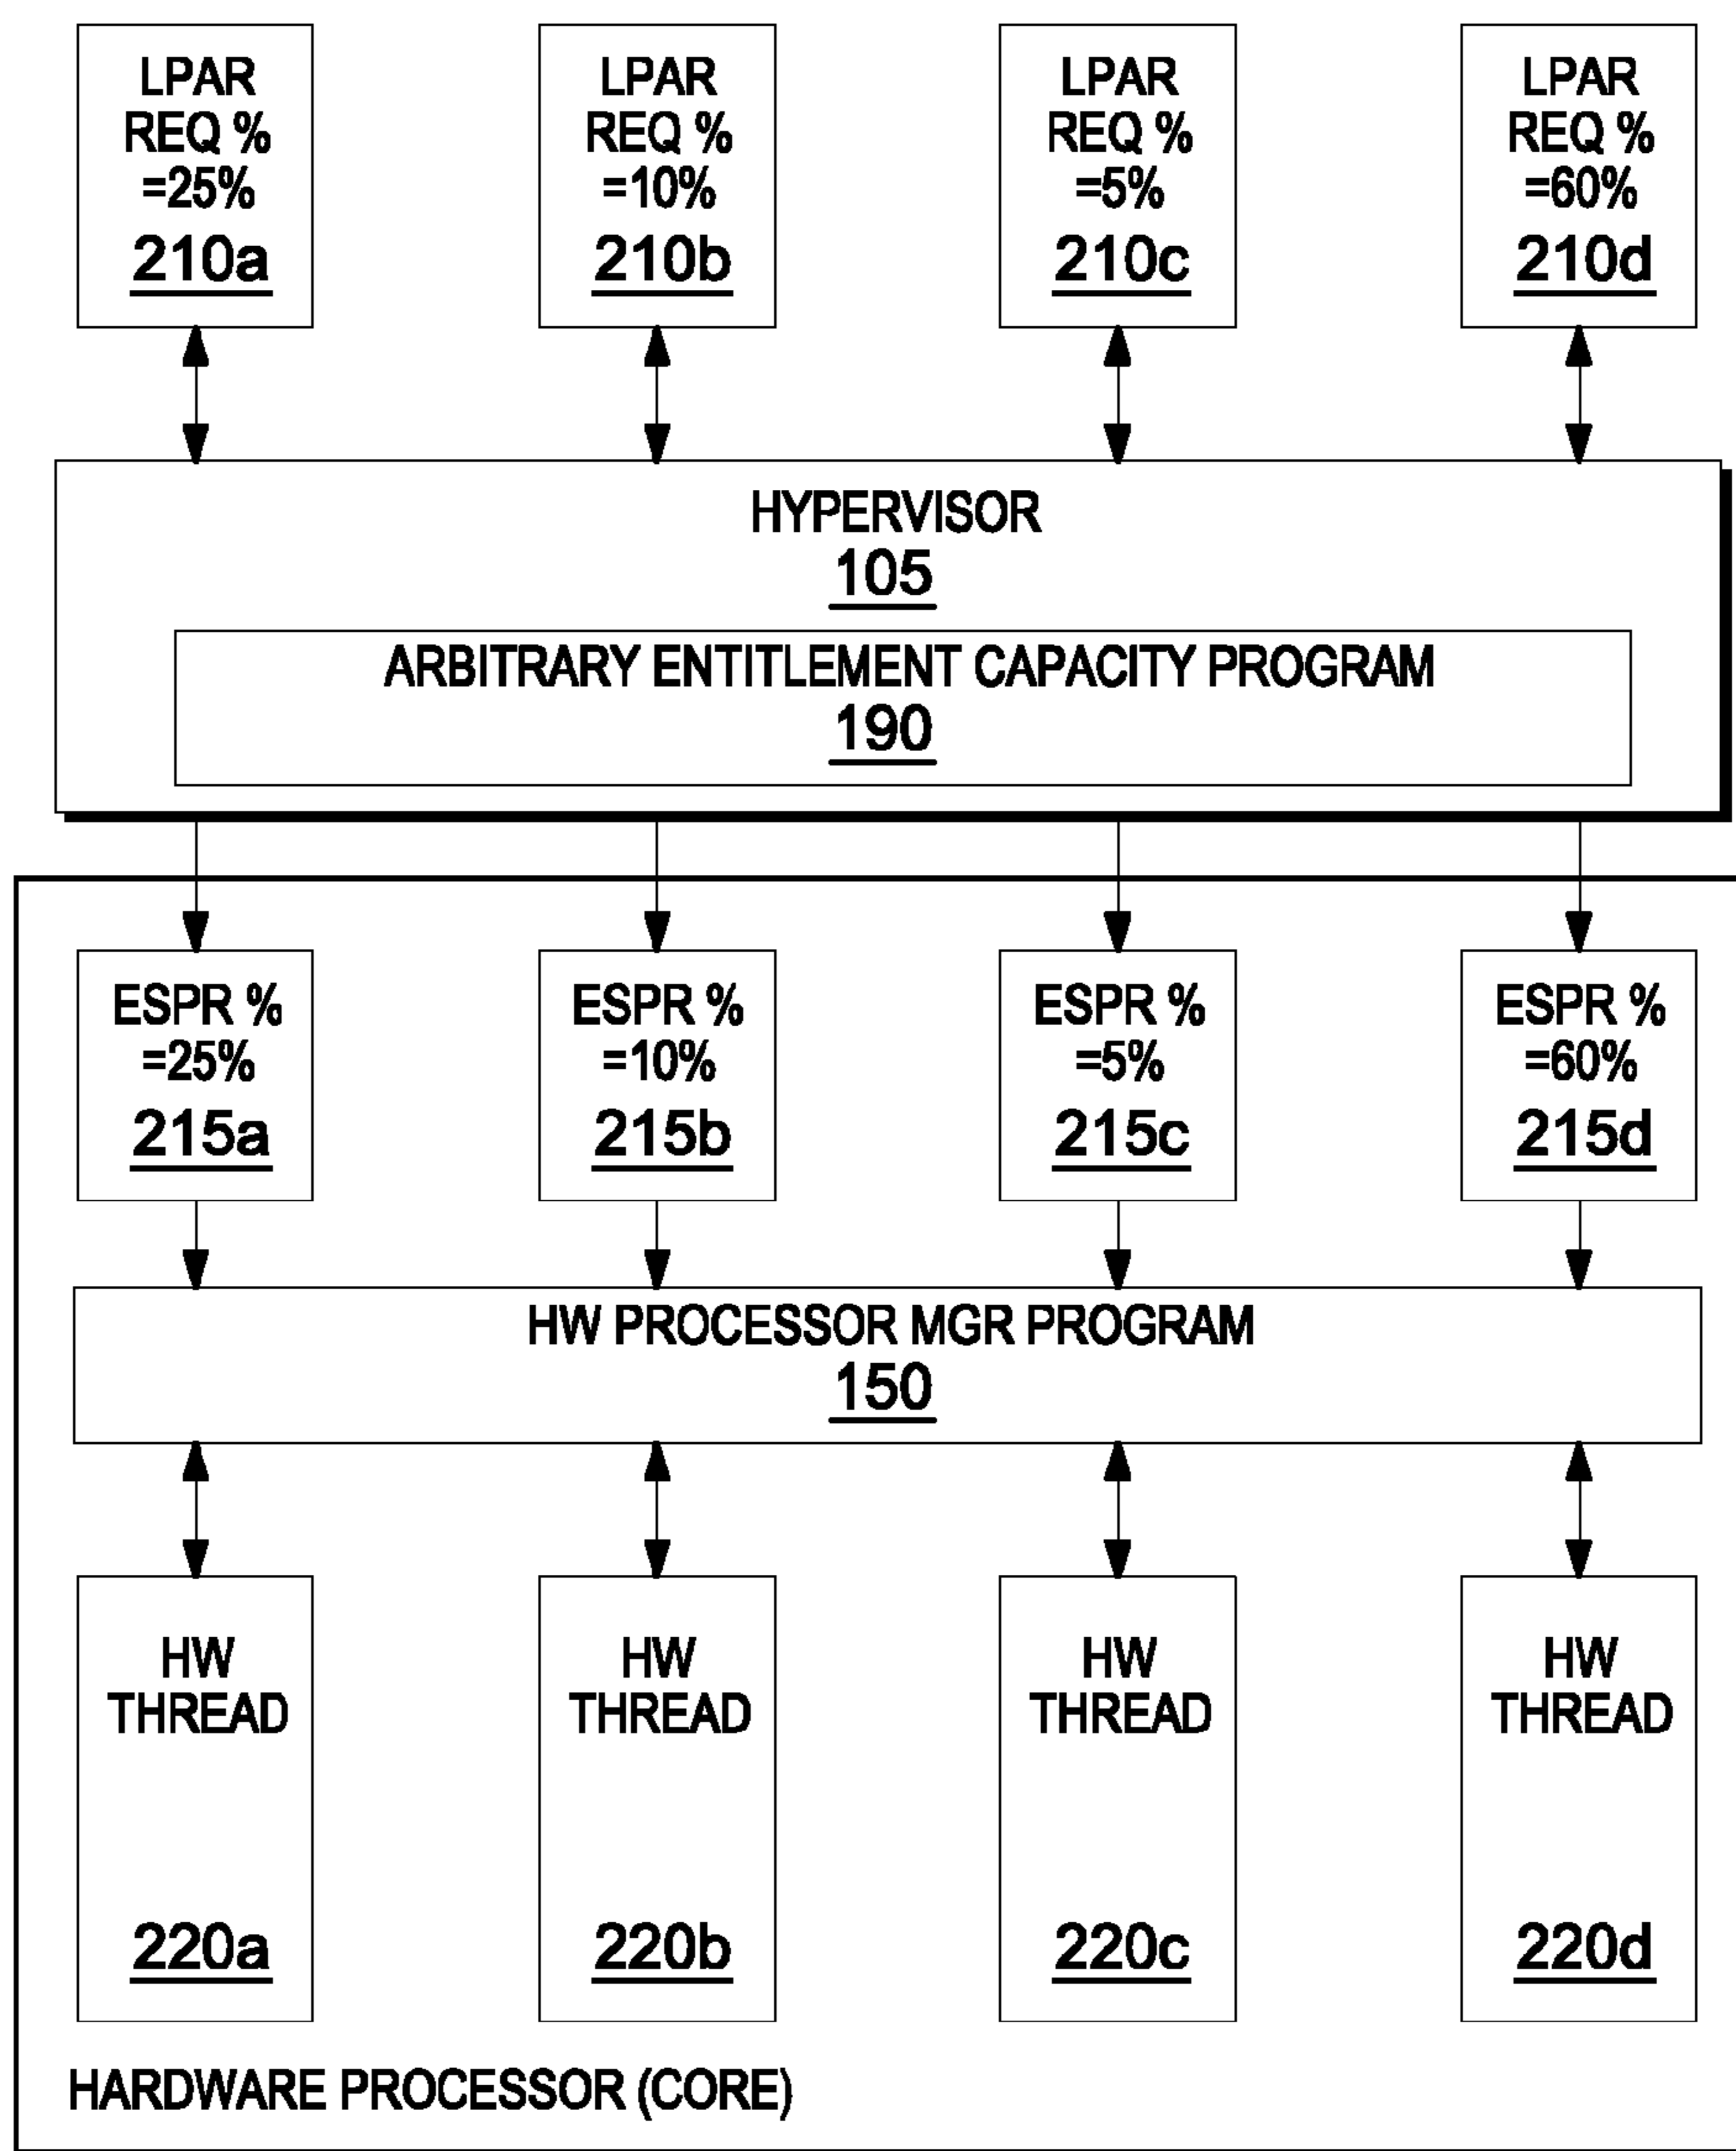 LPAR
REQ %
=25%
210a
LPAR
REQ %
=10%
210b
LPAR
REQ %
=5%
210c
LPAR
REQ %
=60%
210d
HYPERVISOR
105
ARBITRARY ENTITLEMENT CAPACITY PROGRAM
190
ESPR %
=25%
215a
ESPR %
=10%
215b
ESPR %
=5%
215c
ESPR %
=60%
215d
HW PROCESSOR MGR PROGRAM
150
HW
THREAD
220a
HW
THREAD
220b
HW
THREAD
220c
HW
THREAD
220d
HARDWARE PROCESSOR (CORE)